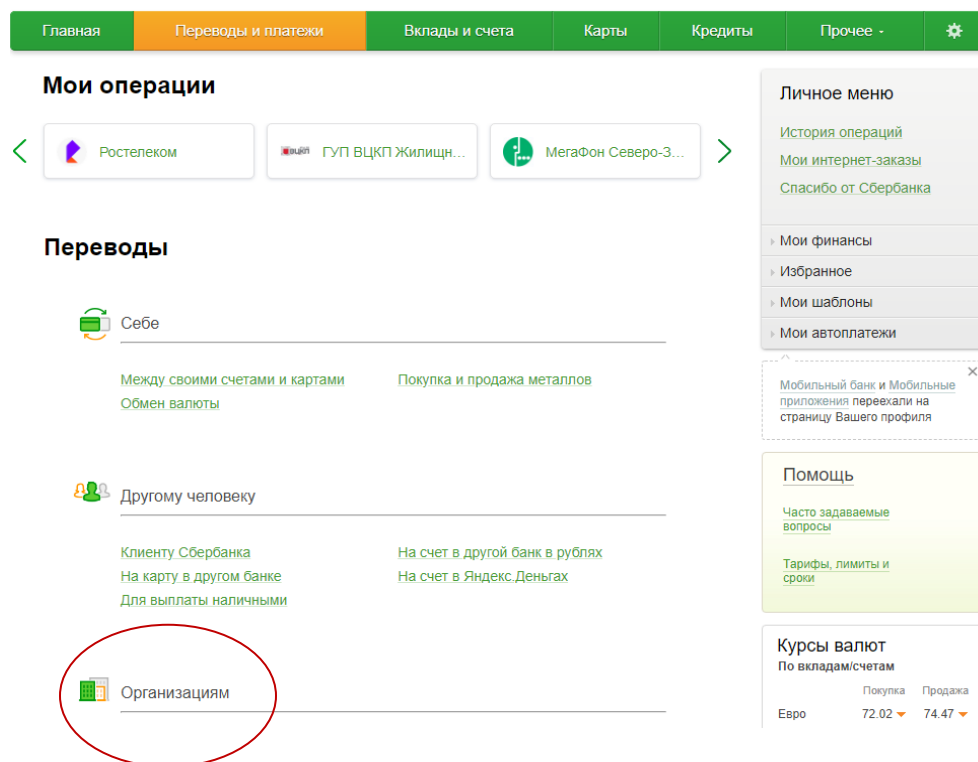 Главная Переводы и платежи Вклады и счета Карты Кредиты Прочее -
Мои операции
Ростелеком
вцкп ГУП ВЦКП Жилищн...
МегаФон Северо-З...
Переводы
Себе
Между своими счетами и картами Покупка и продажа металлов
Обмен валюты
Другому человеку
Клиенту Сбербанка На счет в другой банк в рублях
На карту в другом банке На счет в Яндекс.Деньгах
Для выплаты наличными
Организациям
Личное меню
История операций
Мои интернет-заказы
Спасибо от Сбербанка
Мои финансы
Избранное
Мои шаблоны
Мои автоплатежи
Мобильный банк и Мобильные
приложения переехали на
страницу Вашего профиля
Помощь
Часто задаваемые
вопросы
Тарифы, лимиты и
сроки
Курсы валют
По вкладам/счетам
Покупка Продажа
Евро 72.02 74.47